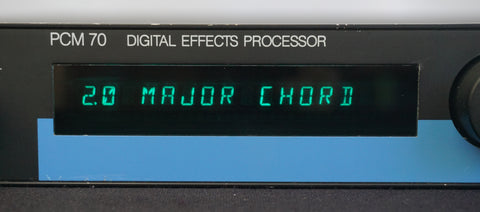 PCM 70 DIGITAL EFFECTS PROCESSOR
2.0 MAJOR CHORD